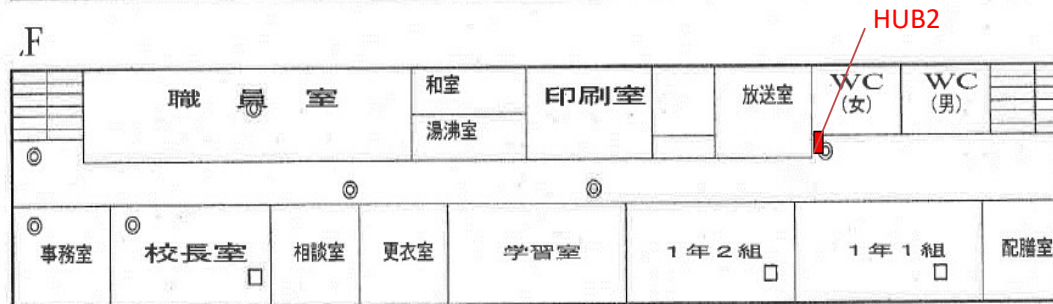 HUB2
F
職員室
和室
湯沸室
印刷室
放送室
WC
(女)
WC
(男)
事務室
校長室
相談室
更衣室
学習室
1年2組
1年1組
配膳室